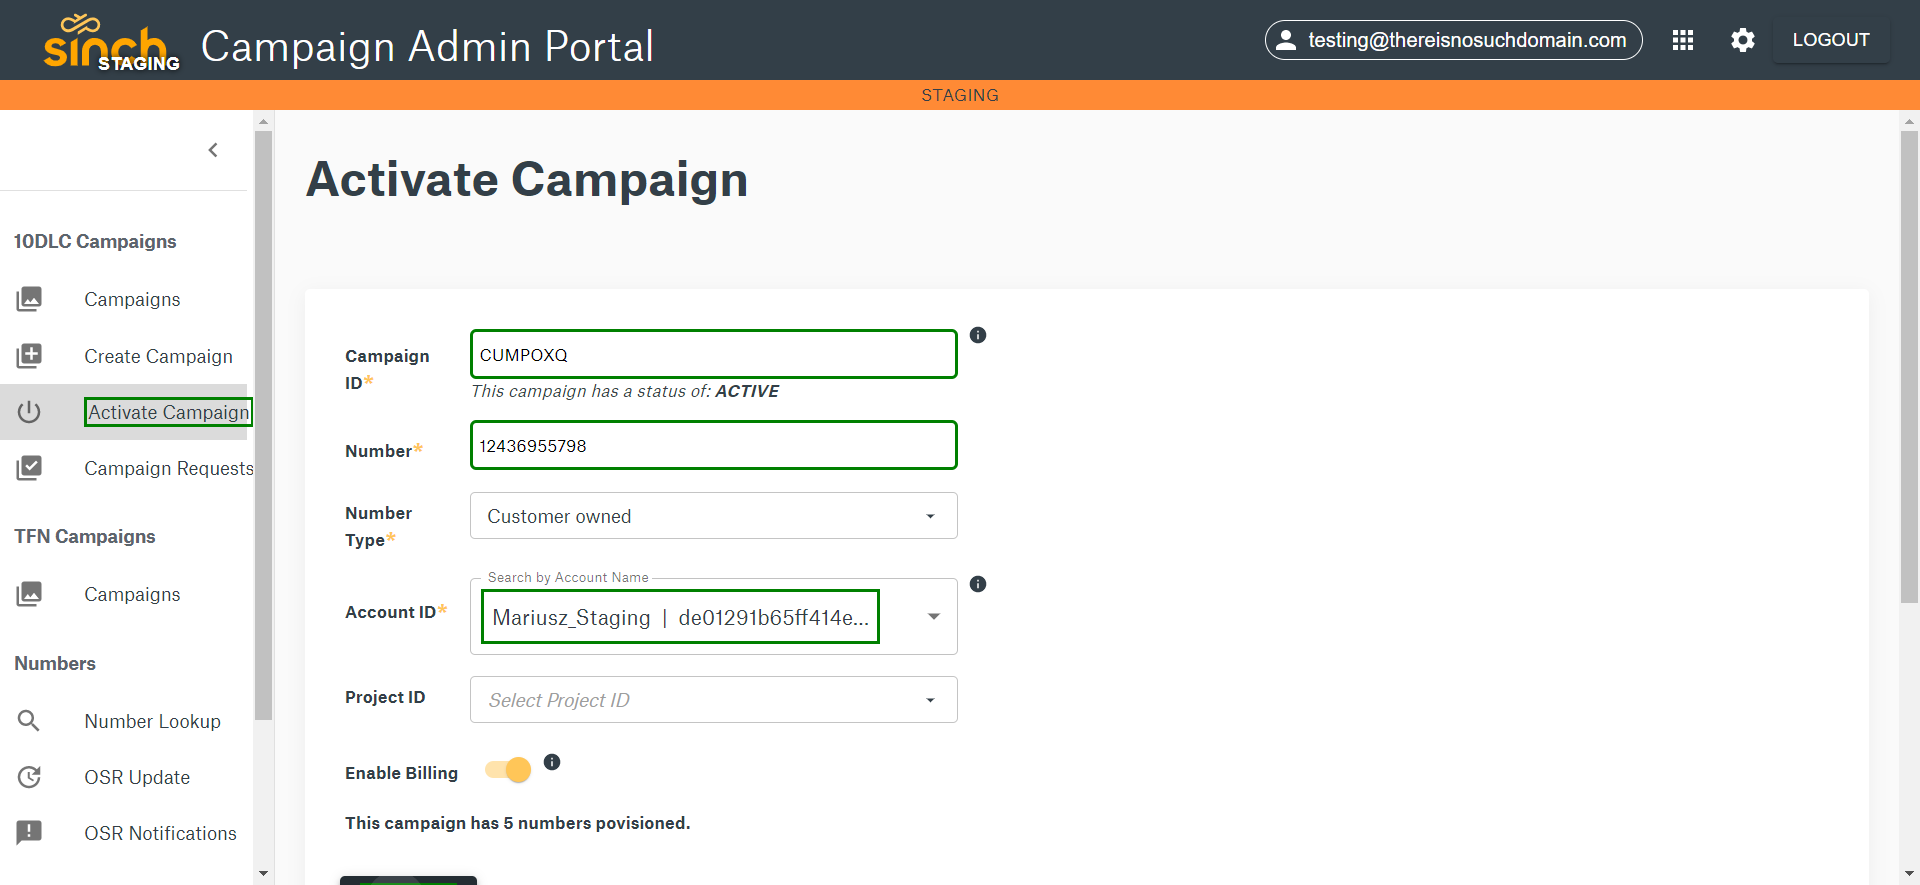 sinch STAGING Campaign Admin Portal testing@thereisnosuchdomain.com LOGOUT
STAGING
10DLC Campaigns
Campaigns
Create Campaign
Activate Campaign
Campaign Requests
TFN Campaigns
Campaigns
Numbers
Number Lookup
OSR Update
OSR Notifications
Activate Campaign
Campaign ID* CUMPOXQ
This campaign has a status of: ACTIVE
Number* 12436955798
Number Type* Customer owned
Search by Account Name
Account ID* Mariusz_Staging | de01291b65ff414e...
Project ID Select Project ID
Enable Billing
This campaign has 5 numbers povisioned.